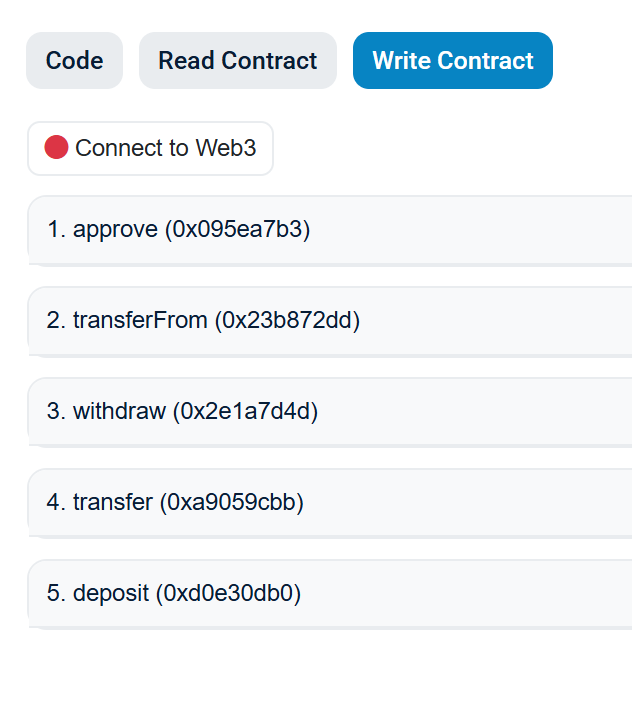 Code Read Contract Write Contract
Connect to Web3
1. approve (0x095ea7b3)
2. transferFrom (0x23b872dd)
3. withdraw (0x2e1a7d4d)
4. transfer (0xa9059cbb)
5. deposit (0xd0e30db0)